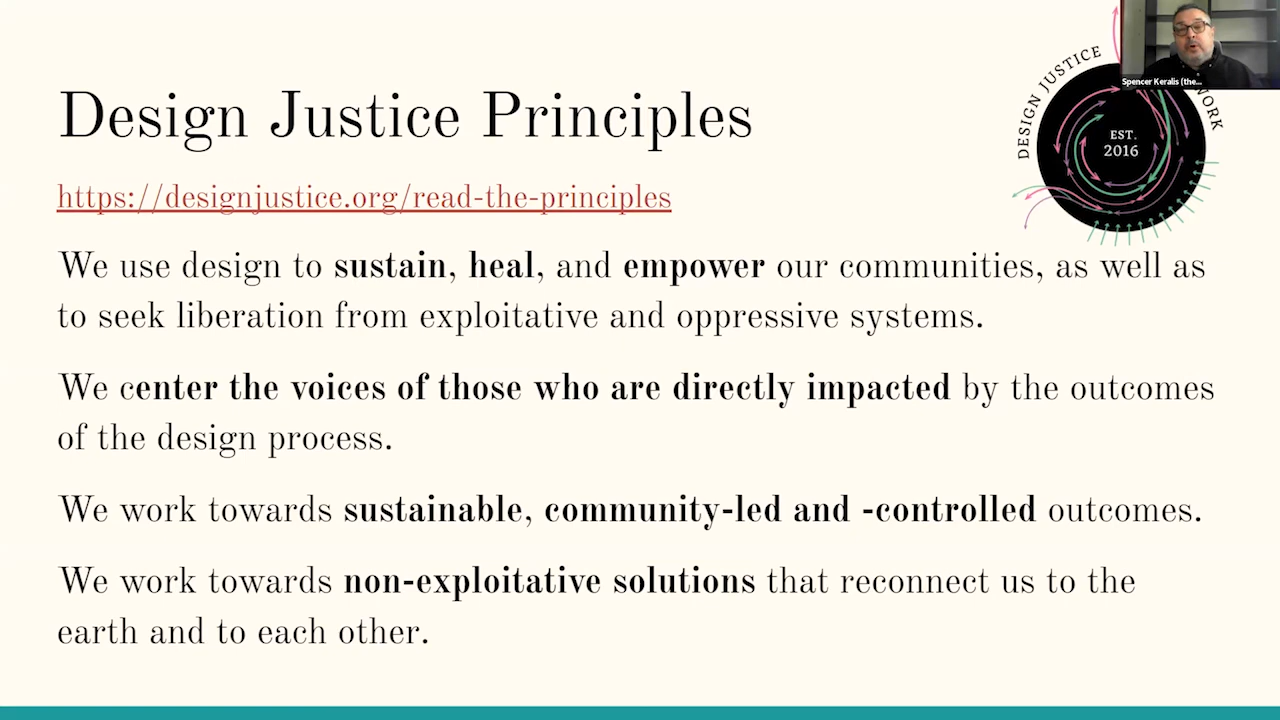 Spencer Keralis (the...
DESIGN JUSTICE
WORK
EST.
2016
Design Justice Principles
https://designjustice.org/read-the-principles
We use design to sustain, heal, and empower our communities, as well as
to seek liberation from exploitative and oppressive systems.
We center the voices of those who are directly impacted by the outcomes
of the design process.
We work towards sustainable, community-led and -controlled outcomes.
We work towards non-exploitative solutions that reconnect us to the
earth and to each other.